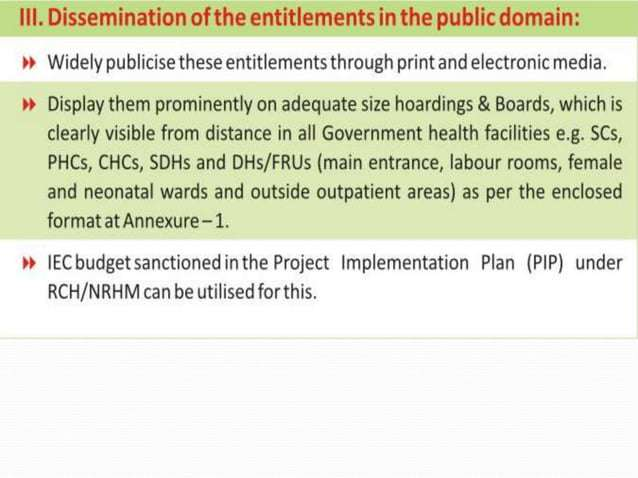 III. Dissemination of the entitlements in the public domain:
Widely publicise these entitlements through print and electronic media.
Display them prominently on adequate size hoardings & Boards, which is
clearly visible from distance in all Government health facilities e.g. SCs,
PHCs, CHCs, SDHs and DHs/FRUs (main entrance, labour rooms, female
and neonatal wards and outside outpatient areas) as per the enclosed
format at Annexure – 1.
IEC budget sanctioned in the Project Implementation Plan (PIP) under
RCH/NRHM can be utilised for this.